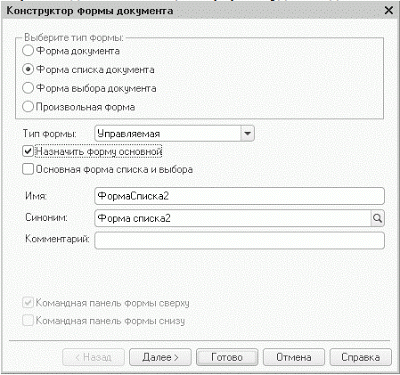 Конструктор формы документа
Выберите тип формы:
Форма документа
Форма списка документа
Форма выбора документа
Произвольная форма
Тип формы: Управляемая
Назначить форму основной
Основная форма списка и выбора
Имя: ФормаСписка2
Синоним: Форма списка2
Комментарий:
Командная панель формы сверху
Командная панель формы снизу
< Назад Далее > Готово Отмена Справка